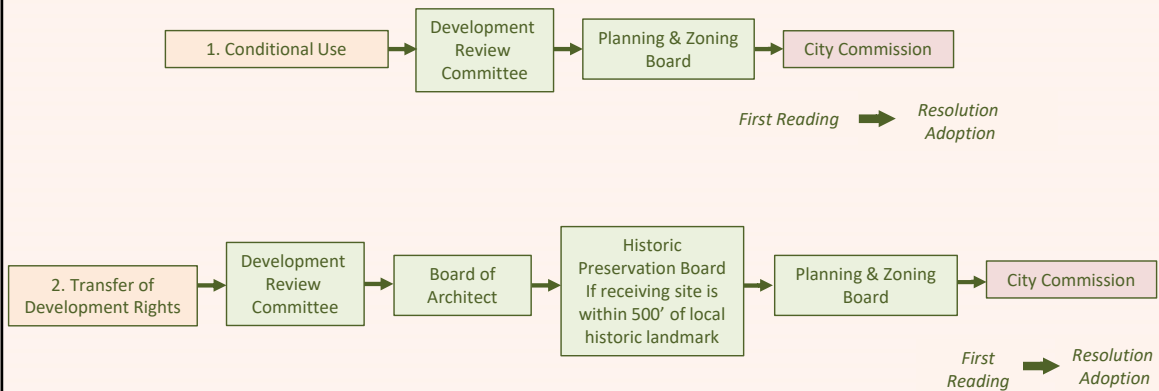 1. Conditional Use
Development
Review
Committee
Planning & Zoning
Board
City Commission
First Reading
Resolution
Adoption
2. Transfer of
Development Rights
Development
Review
Committee
Board of
Architect
Historic
Preservation Board
If receiving site is
within 500’ of local
historic landmark
Planning & Zoning
Board
City Commission
First
Reading
Resolution
Adoption